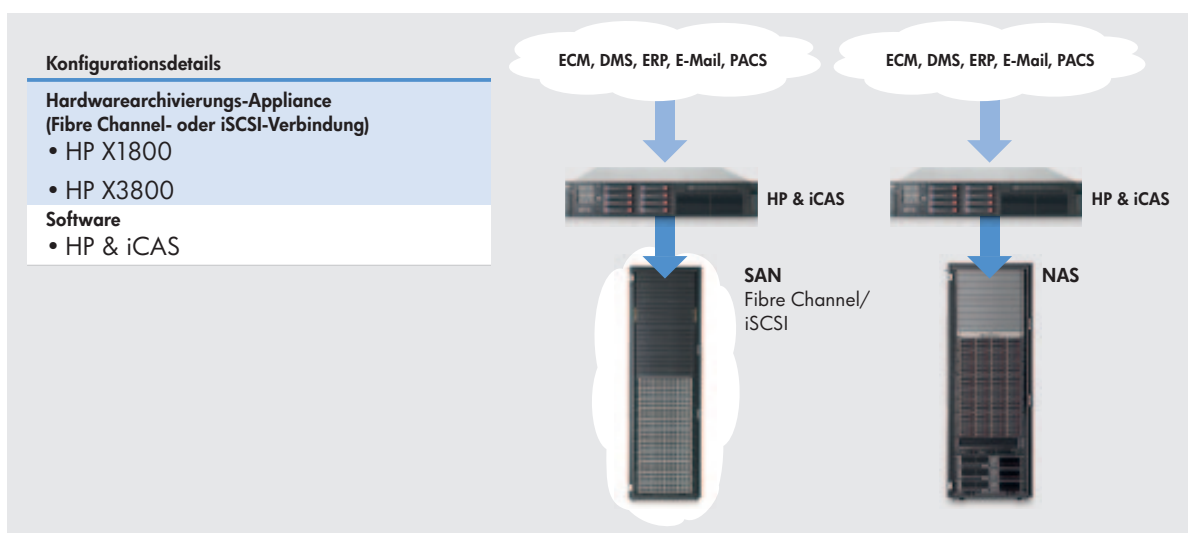 Konfigurationsdetails
Hardwarearchivierungs-Appliance
(Fibre Channel- oder iSCSI-Verbindung)
• HP X1800
• HP X3800
Software
• HP & iCAS
ECM, DMS, ERP, E-Mail, PACS
HP & iCAS
SAN
Fibre Channel/
iSCSI
ECM, DMS, ERP, E-Mail, PACS
HP & iCAS
NAS